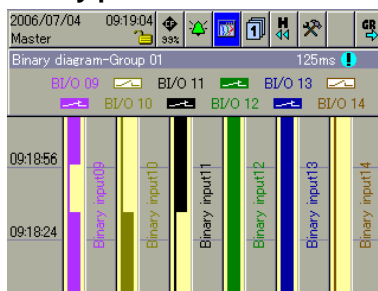 2006/07/04 09:19:04
Master 99% 1 H GR
Binary diagram-Group 01 125ms !
BI/O 09 BI/O 11 BI/O 13
BI/O 10 BI/O 12 BI/O 14
09:18:56
09:18:24
Binary input09
Binary input10
Binary input11
Binary input12
Binary input13
Binary input14